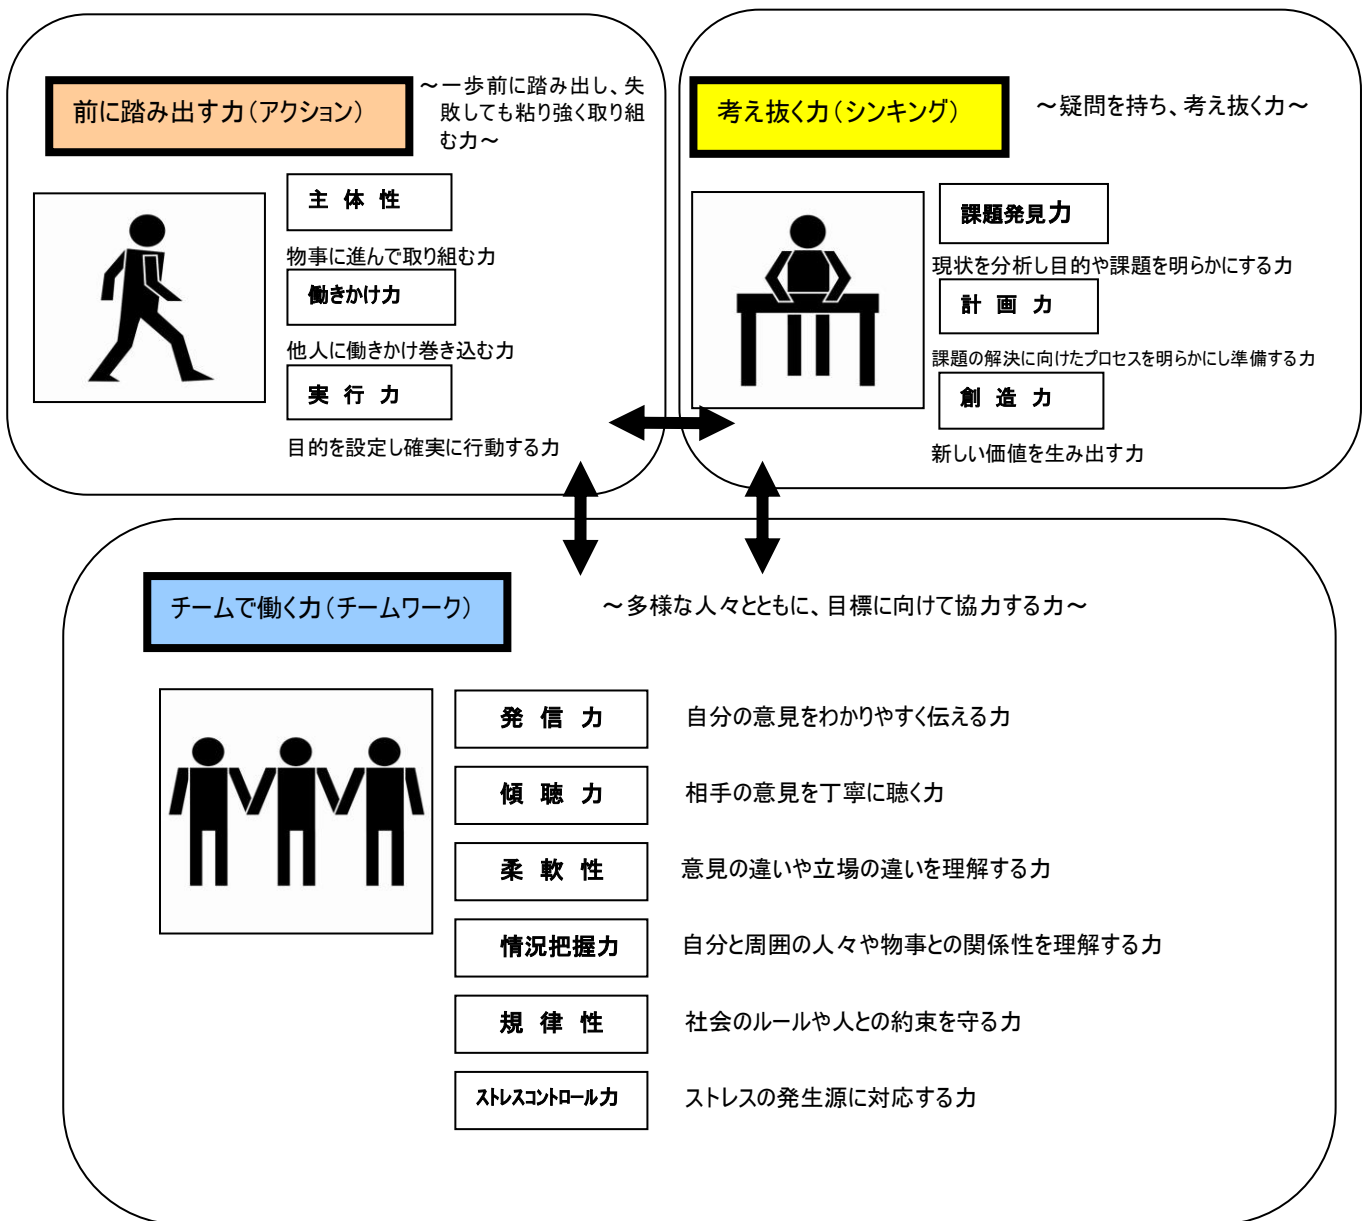 前に踏み出す力（アクション）
～一歩前に踏み出し、失
敗しても粘り強く取り組
む力～
主 体 性
物事に進んで取り組む力
働きかけ力
他人に働きかけ巻き込む力
実 行 力
目的を設定し確実に行動する力
考え抜く力（シンキング）
～疑問を持ち、考え抜く力～
課題発見力
現状を分析し目的や課題を明らかにする力
計 画 力
課題の解決に向けたプロセスを明らかにし準備する力
創 造 力
新しい価値を生み出す力
チームで働く力（チームワーク）
～多様な人々とともに、目標に向けて協力する力～
発 信 力
自分の意見をわかりやすく伝える力
傾 聴 力
相手の意見を丁寧に聴く力
柔 軟 性
意見の違いや立場の違いを理解する力
情況把握力
自分と周囲の人々や物事との関係性を理解する力
規 律 性
社会のルールや人との約束を守る力
ストレスコントロール力
ストレスの発生源に対応する力